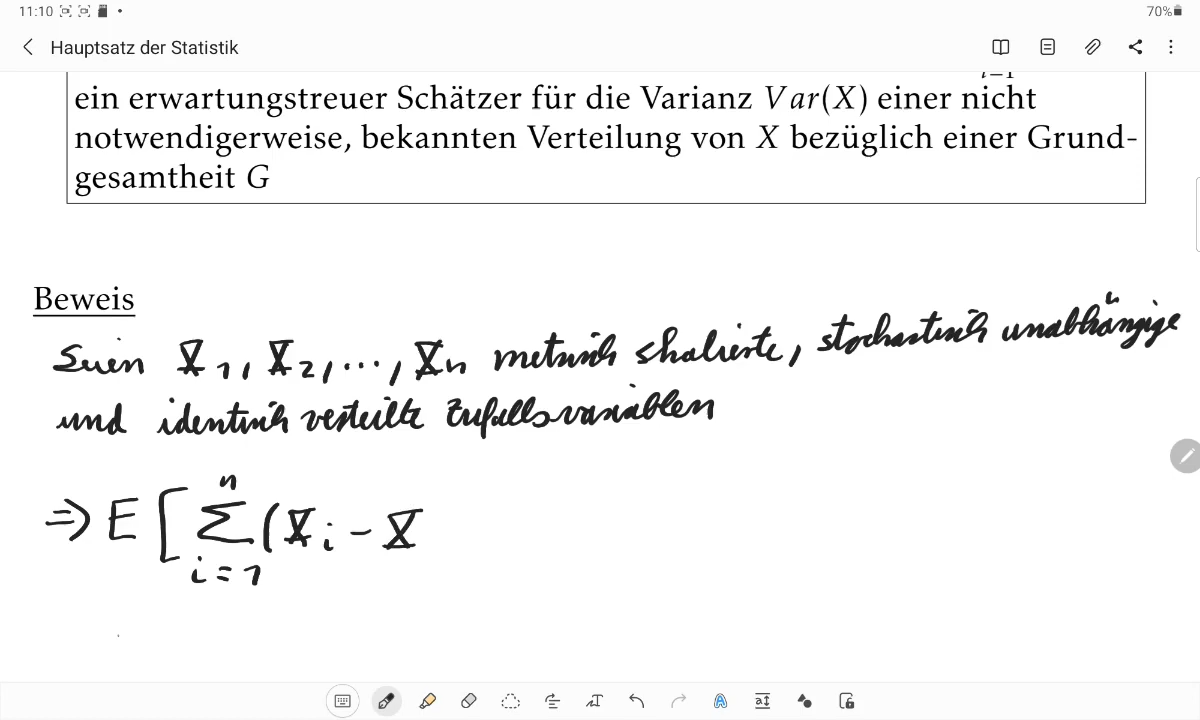 11:10
70%
Hauptsatz der Statistik
i=1
ein erwartungstreuer Schätzer für die Varianz Var(X) einer nicht
notwendigerweise, bekannten Verteilung von X bezüglich einer Grund-
gesamtheit G
Beweis
Seien X₁, X₂, ..., Xₙ metrisch skalierte, stochastisch unabhängige
und identisch verteilte Zufallsvariablen
⇒ E [ ∑ⁿᵢ₌₁ (Xᵢ - X